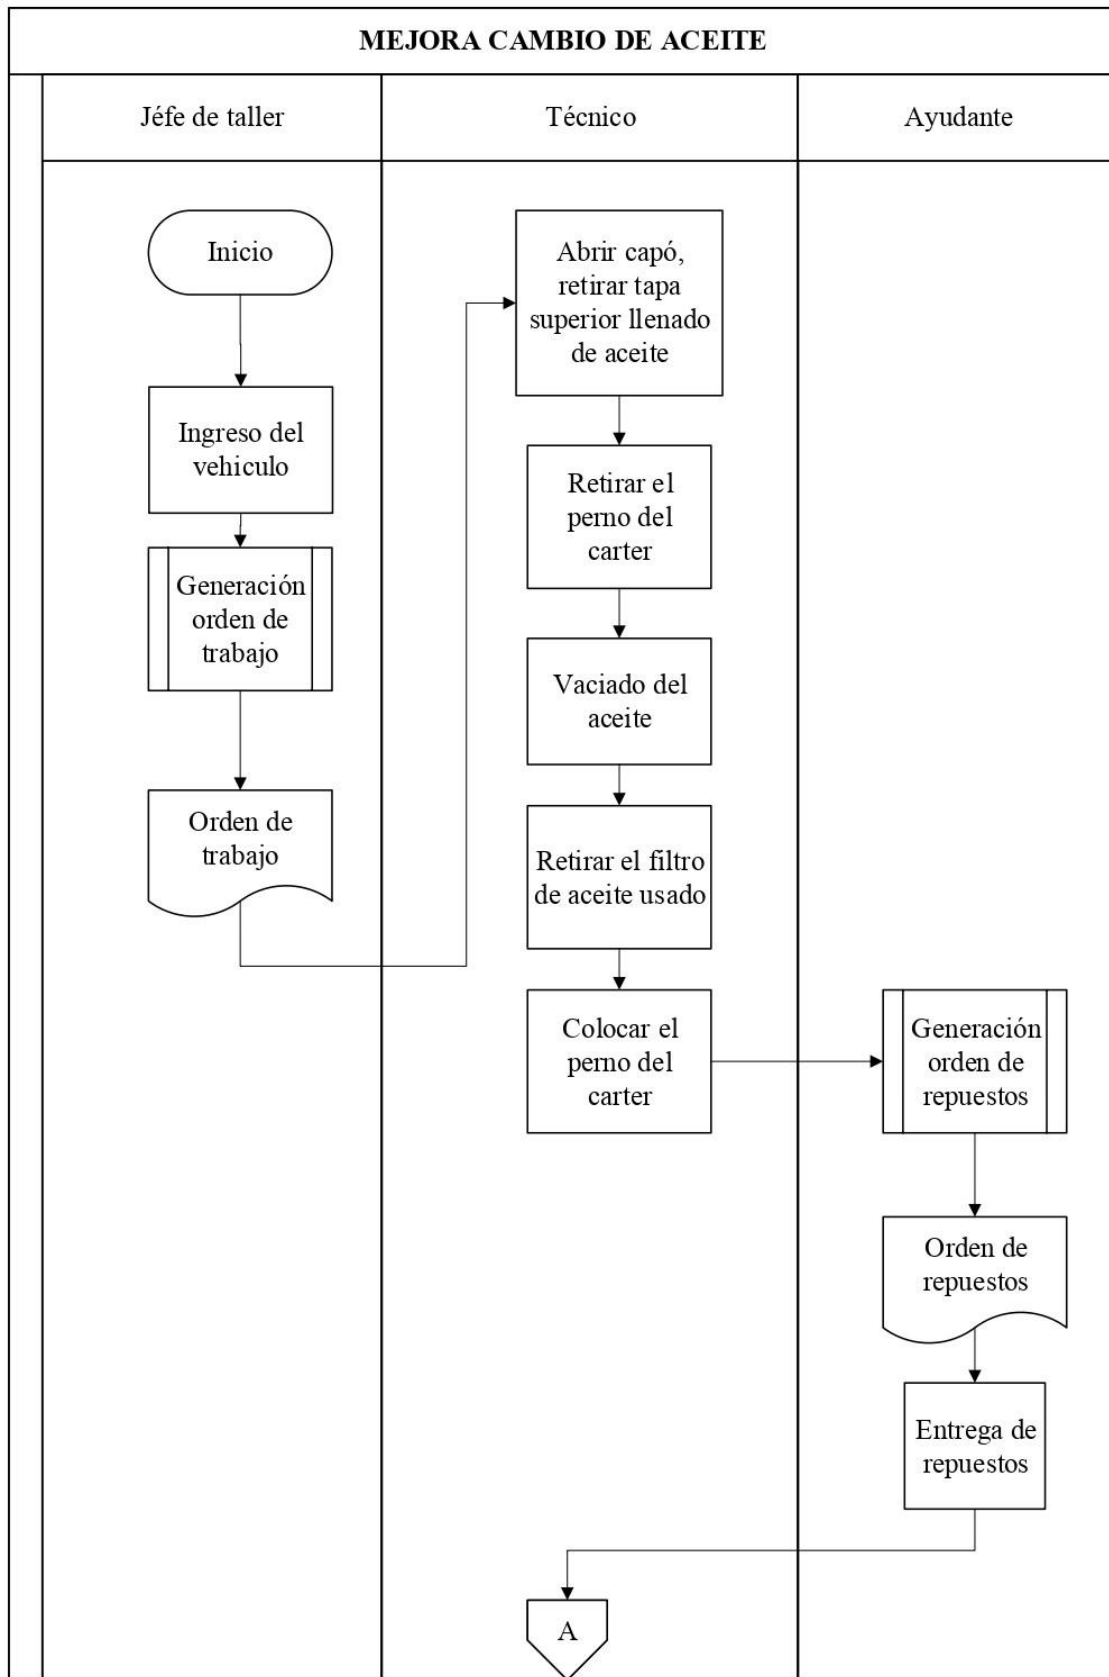 MEJORA CAMBIO DE ACEITE
Jéfe de taller
Técnico
Ayudante
Inicio
Ingreso del
vehiculo
Generación
orden de
trabajo
Orden de
trabajo
Abrir capó,
retirar tapa
superior llenado
de aceite
Retirar el
perno del
carter
Vaciado del
aceite
Retirar el filtro
de aceite usado
Colocar el
perno del
carter
Generación
orden de
repuestos
Orden de
repuestos
Entrega de
repuestos
A